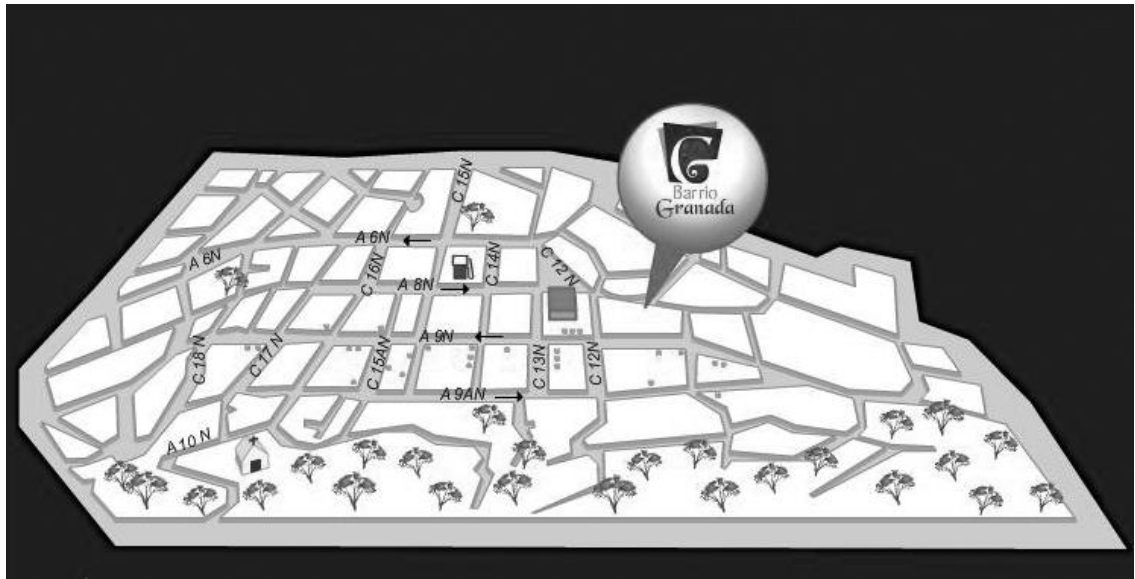 Barrio
Granada
C 15N
A 6N
A 6N
C 16N
C 14N
C 12 N
A 8N
A 9N
C 18 N
C 17 N
C 15AN
C 13N
C 12N
A 9AN
A 10 N